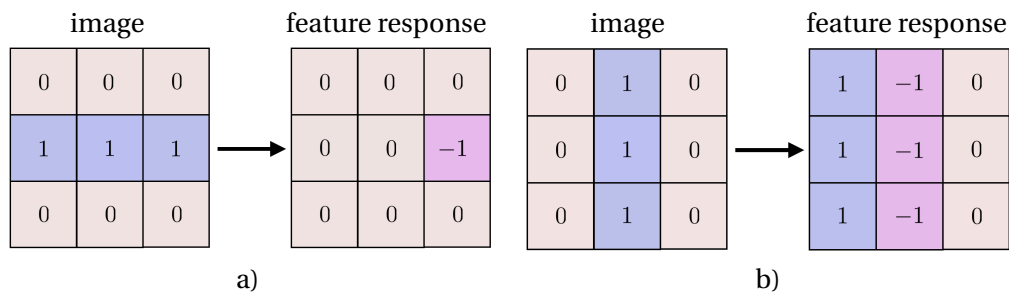 image feature response image feature response
0 0 0 0 0 0 0 1 0 1 −1 0
1 1 1 0 0 −1 0 1 0 1 −1 0
0 0 0 0 0 0 0 1 0 1 −1 0
a) b)